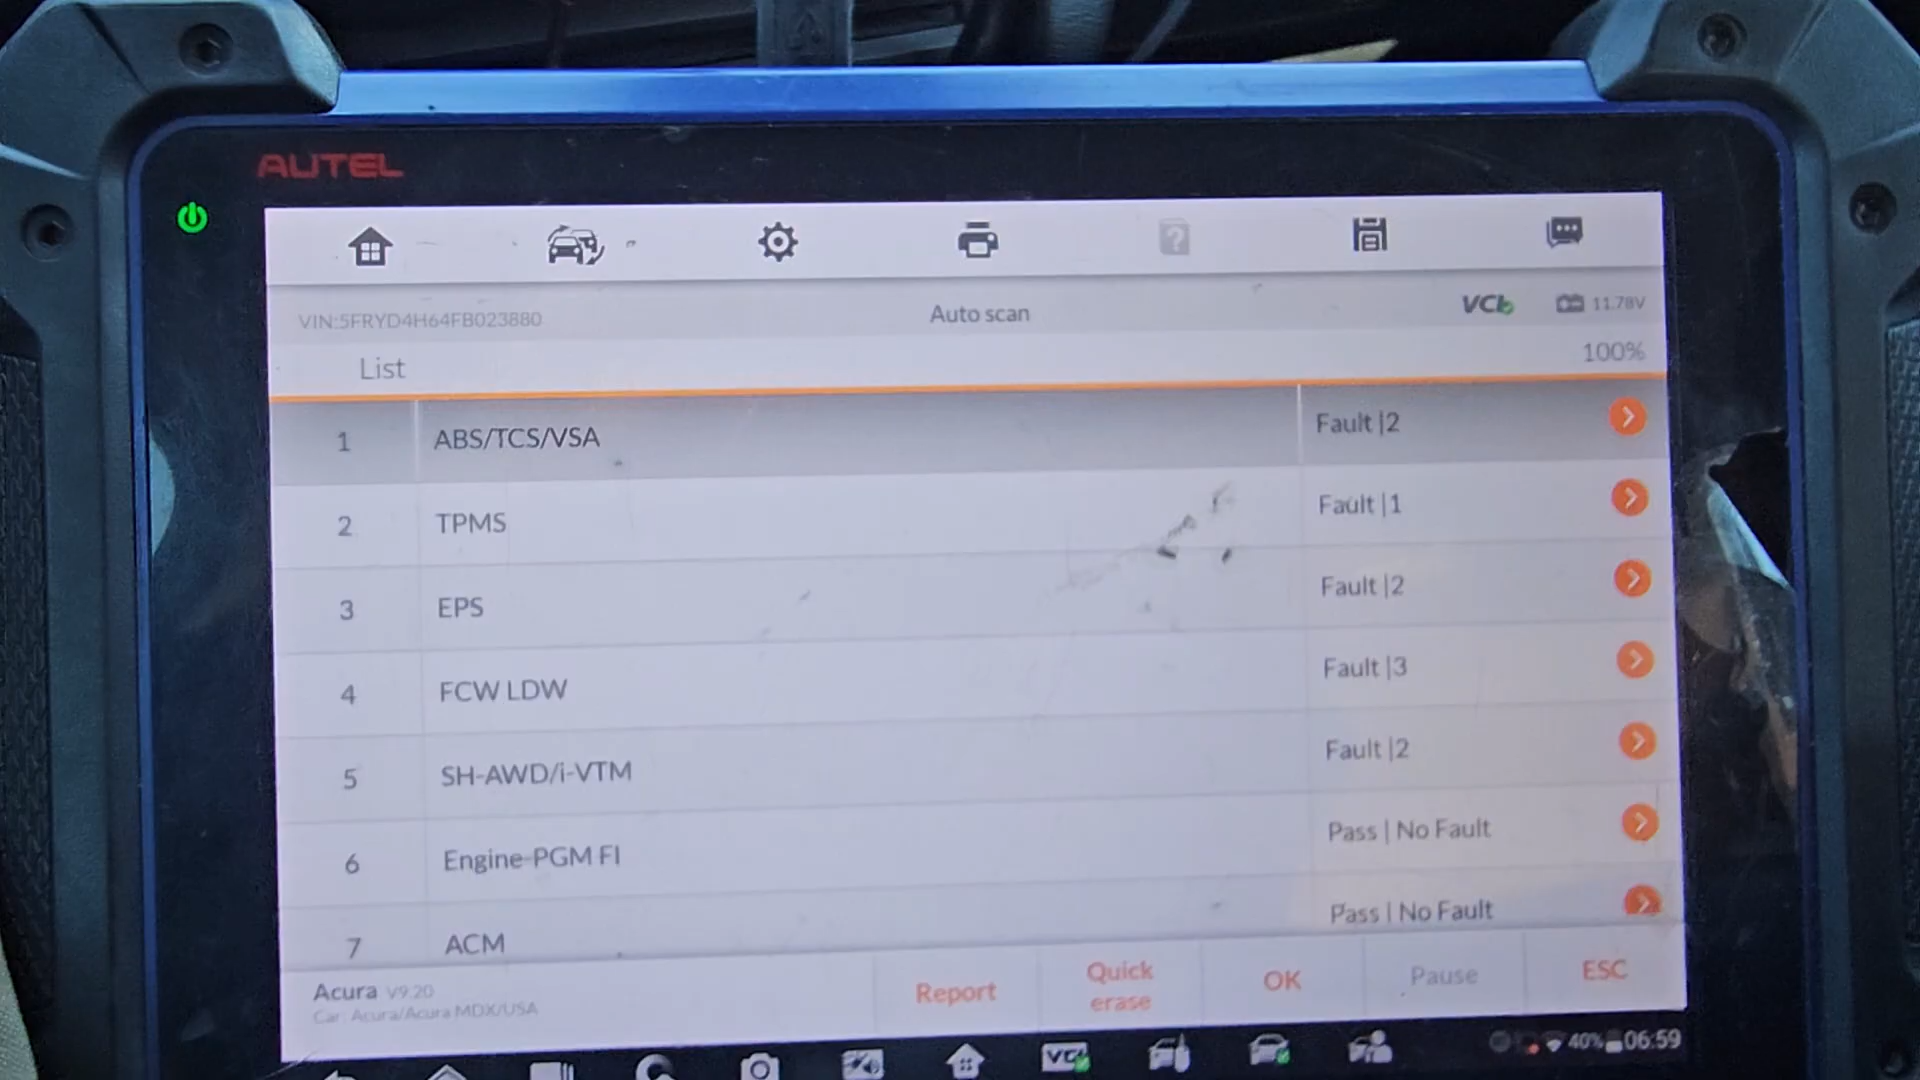 AUTEL
VIN:5FRYD4H64FB023880 Auto scan VCI 11.78V
List 100%
1 ABS/TCS/VSA Fault |2
2 TPMS Fault |1
3 EPS Fault |2
4 FCW LDW Fault |3
5 SH-AWD/i-VTM Fault |2
6 Engine-PGM FI Pass | No Fault
7 ACM Pass | No Fault
Acura V9.20
Car: Acura/Acura MDX/USA
Report Quick erase OK Pause ESC
VCI 40% 06:59